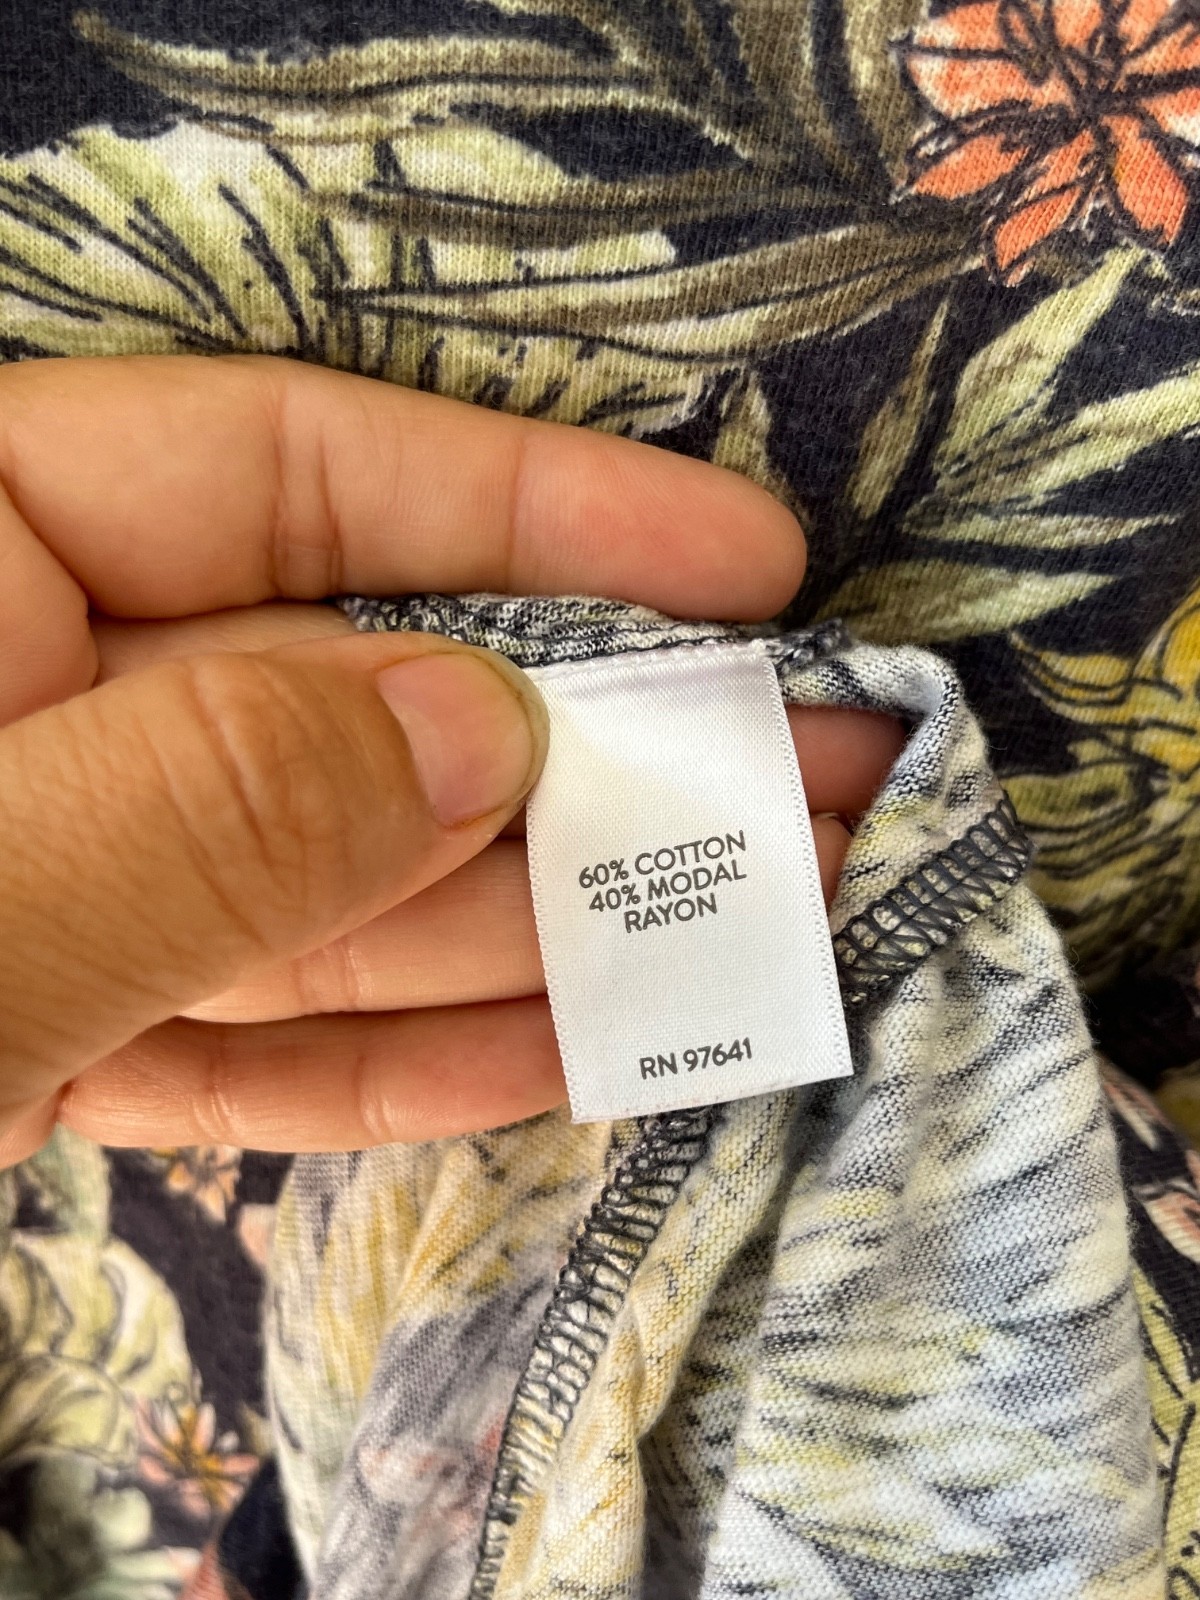 60% COTTON
40% MODAL
RAYON
RN 97641